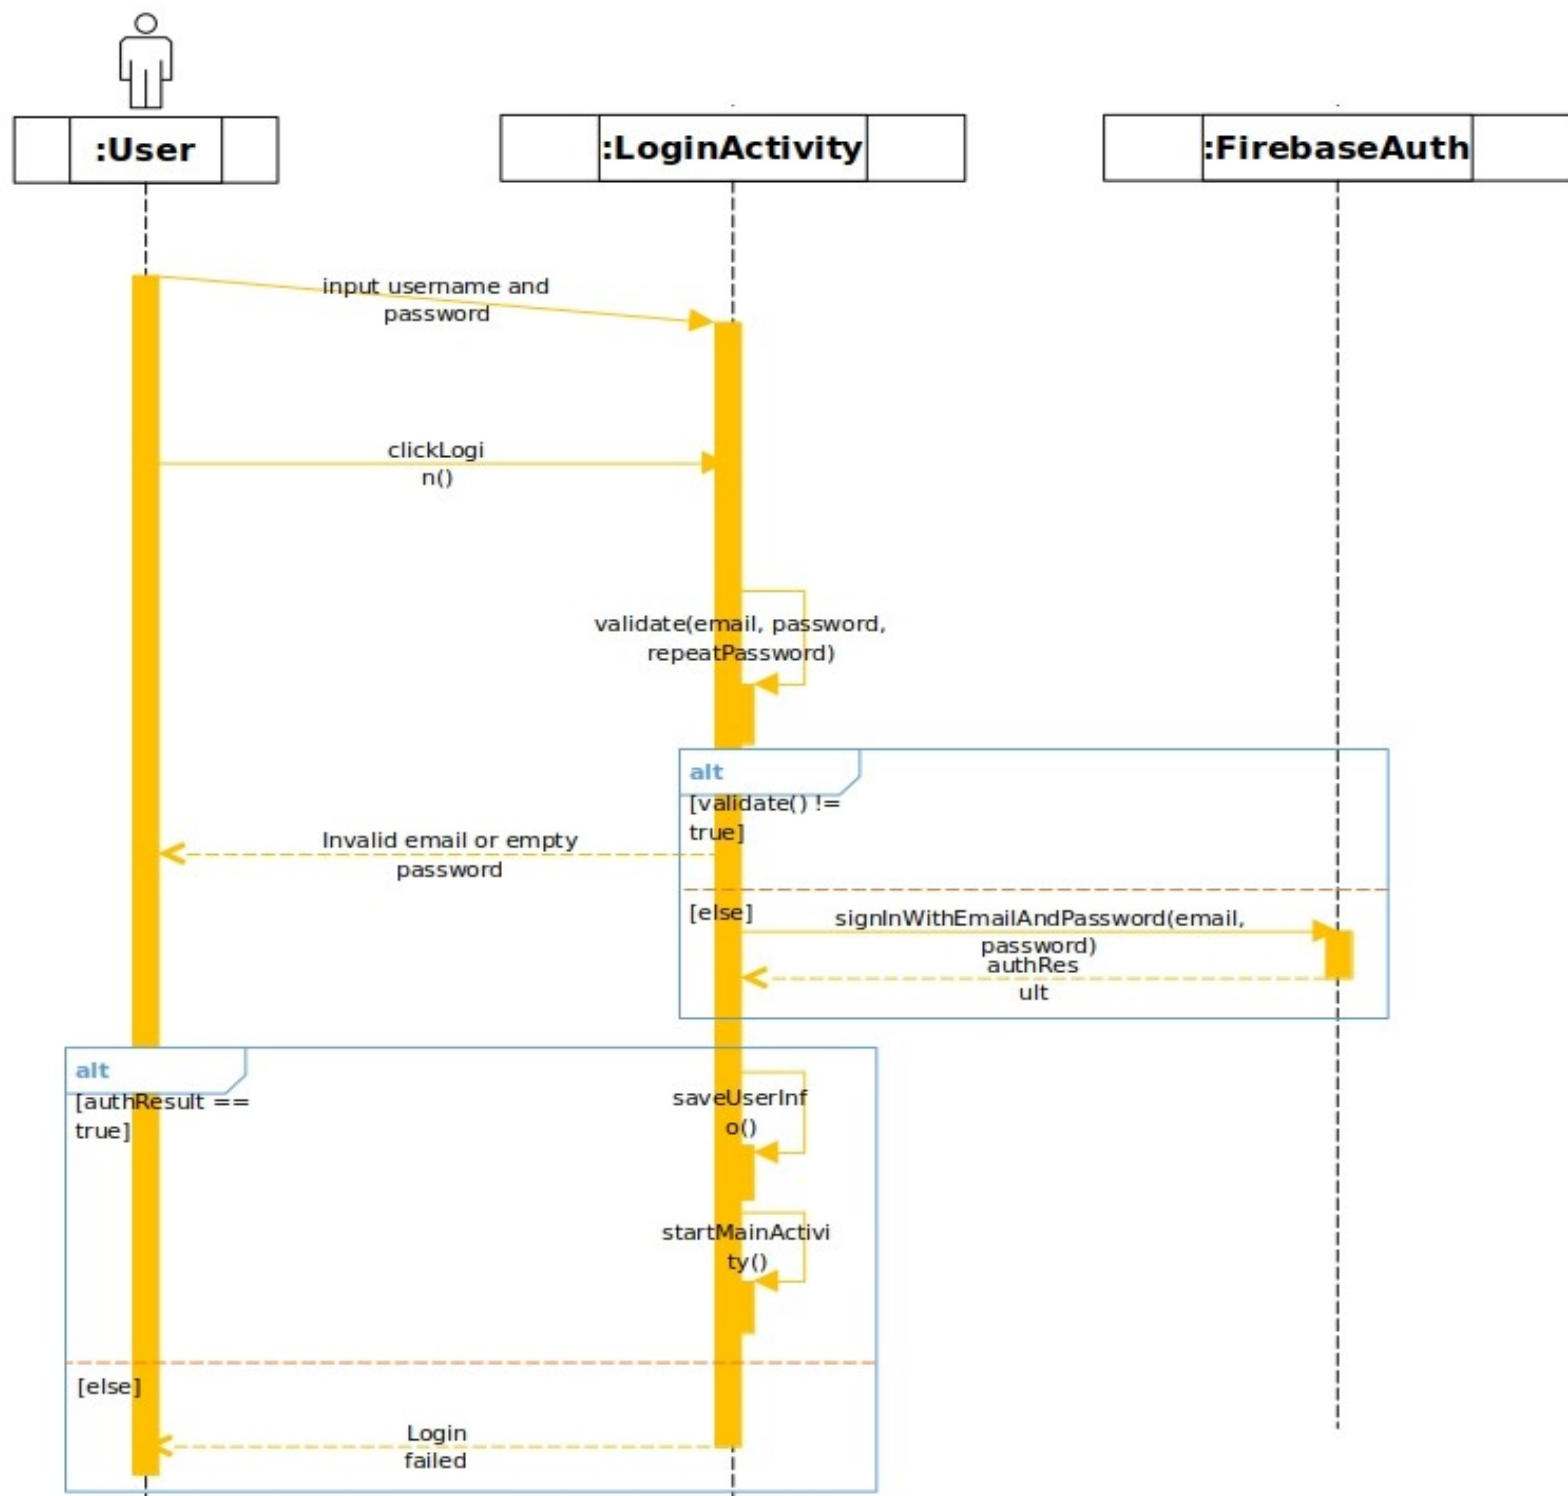 :User
:LoginActivity
:FirebaseAuth
input username and
password
clickLogi
n()
validate(email, password,
repeatPassword)
alt
[validate() !=
true]
Invalid email or empty
password
[else]
signInWithEmailAndPassword(email,
password)
authRes
ult
alt
[authResult ==
true]
saveUserInf
o()
startMainActivi
ty()
[else]
Login
failed